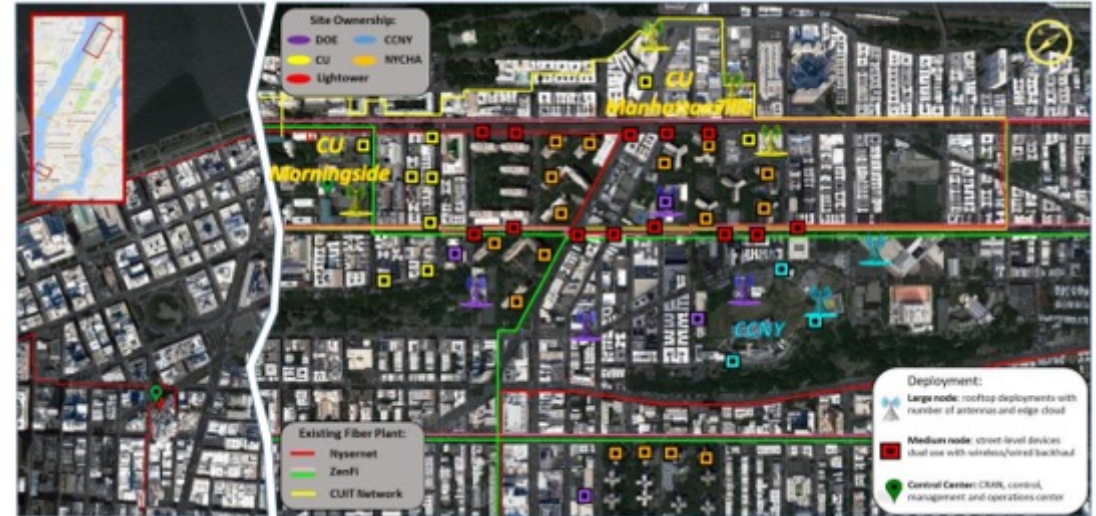 Site Ownership:
DOE
CCNY
CU
NYCHA
Lightower
CU
Manhattanville
CU
Morningside
CCNY
Existing Fiber Plant:
Nysernet
ZenFi
CUIT Network
Deployment:
Large node: rooftop deployments with
number of antennas and edge cloud
Medium node: street-level devices
dual use with wireless/wired backhaul
Control Center: CRAN, control,
management and operations center